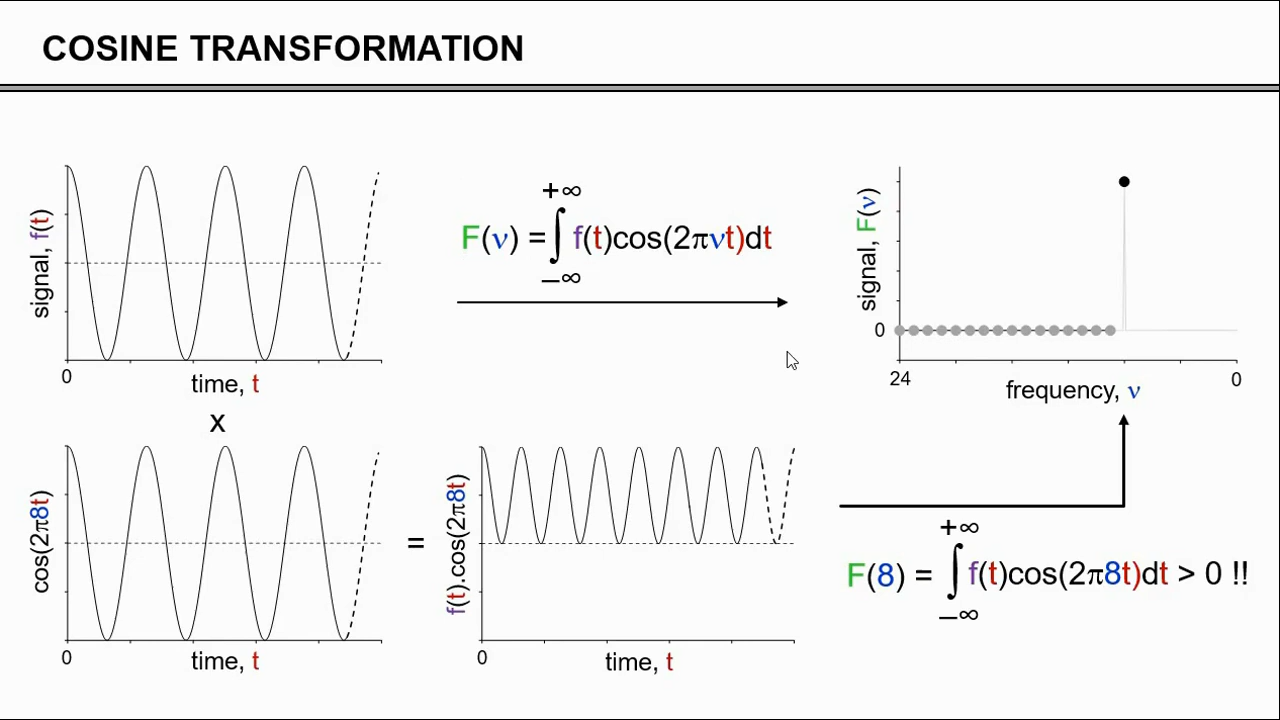 COSINE TRANSFORMATION
signal, f(t)
0
time, t
+∞
F(ν) = ∫ f(t)cos(2πνt)dt
−∞
signal, F(ν)
0
24
0
frequency, ν
x
cos(2π8t)
0
time, t
=
f(t).cos(2π8t)
0
time, t
+∞
F(8) = ∫ f(t)cos(2π8t)dt > 0 !!
−∞